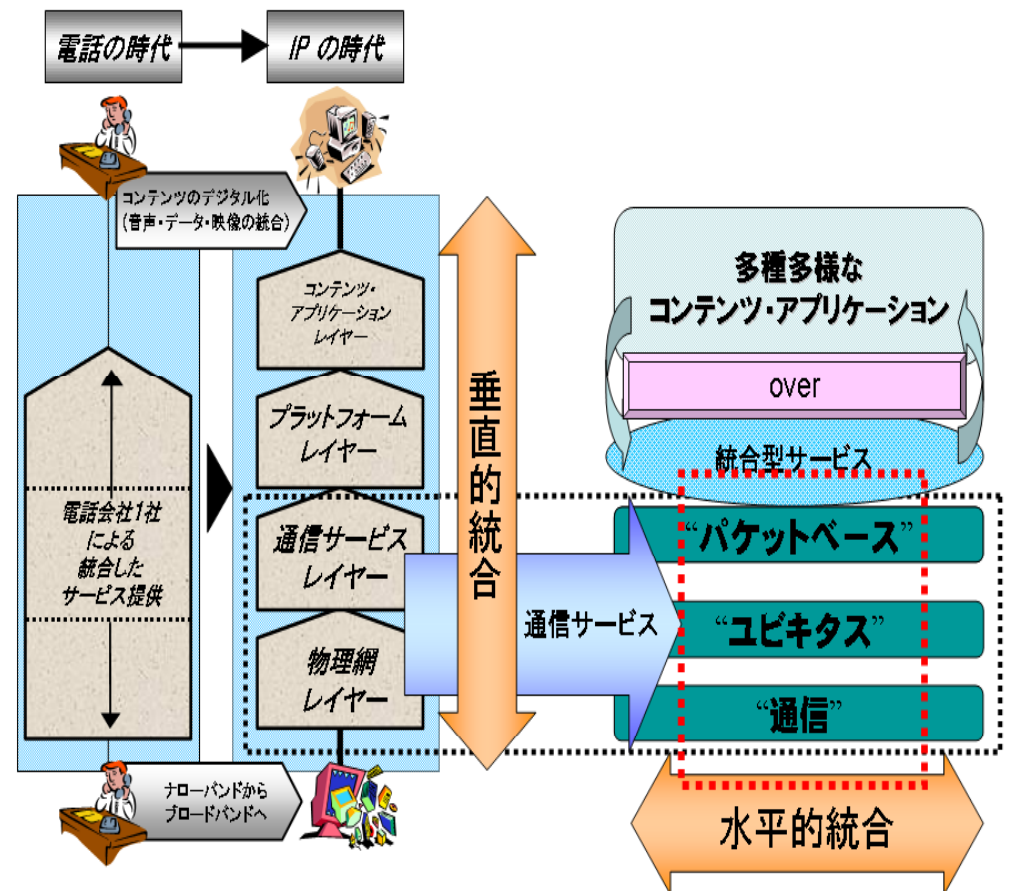 電話の時代
IP の時代
コンテンツのデジタル化
(音声・データ・映像の統合)
コンテンツ・
アプリケーション
レイヤー
プラットフォーム
レイヤー
電話会社1社
による
統合した
サービス提供
通信サービス
レイヤー
物理網
レイヤー
ナローバンドから
ブロードバンドへ
垂直的統合
通信サービス
多種多様な
コンテンツ・アプリケーション
over
統合型サービス
“パケットベース”
“ユビキタス”
“通信”
水平的統合